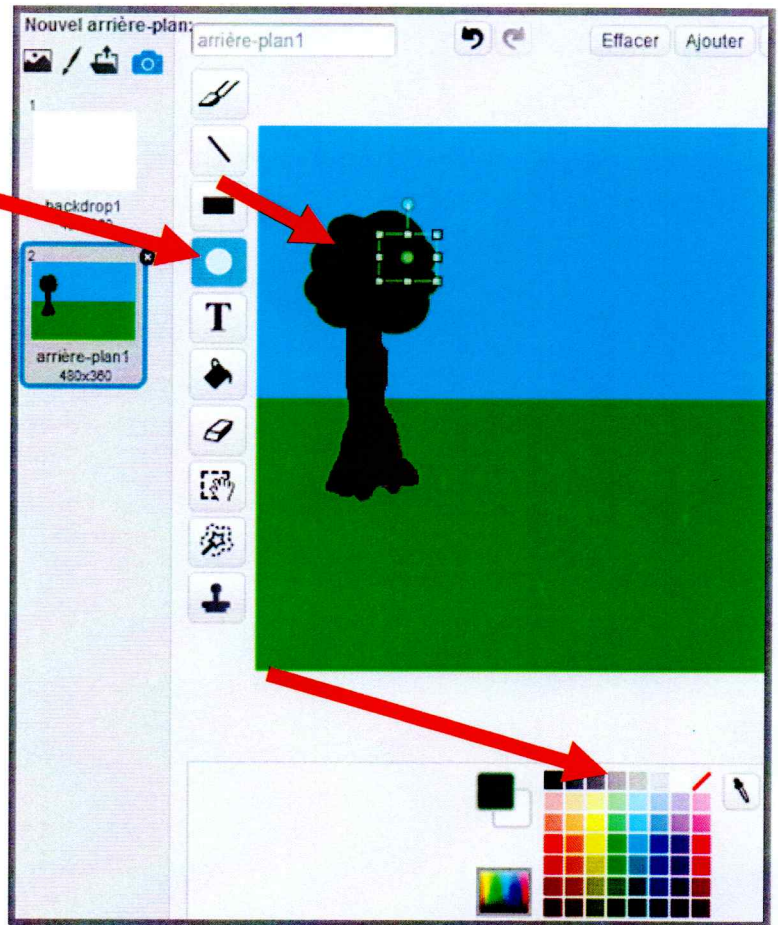 Nouvel arrière-plan:
arrière-plan1
Effacer
Ajouter
1
backdrop1
2
arrière-plan1
480x360
T